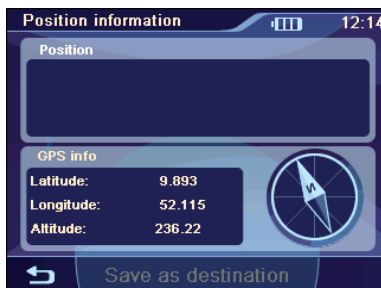 Position information 12:14
Position
GPS info
Latitude: 9.893
Longitude: 52.115
Altitude: 236.22
N
Save as destination